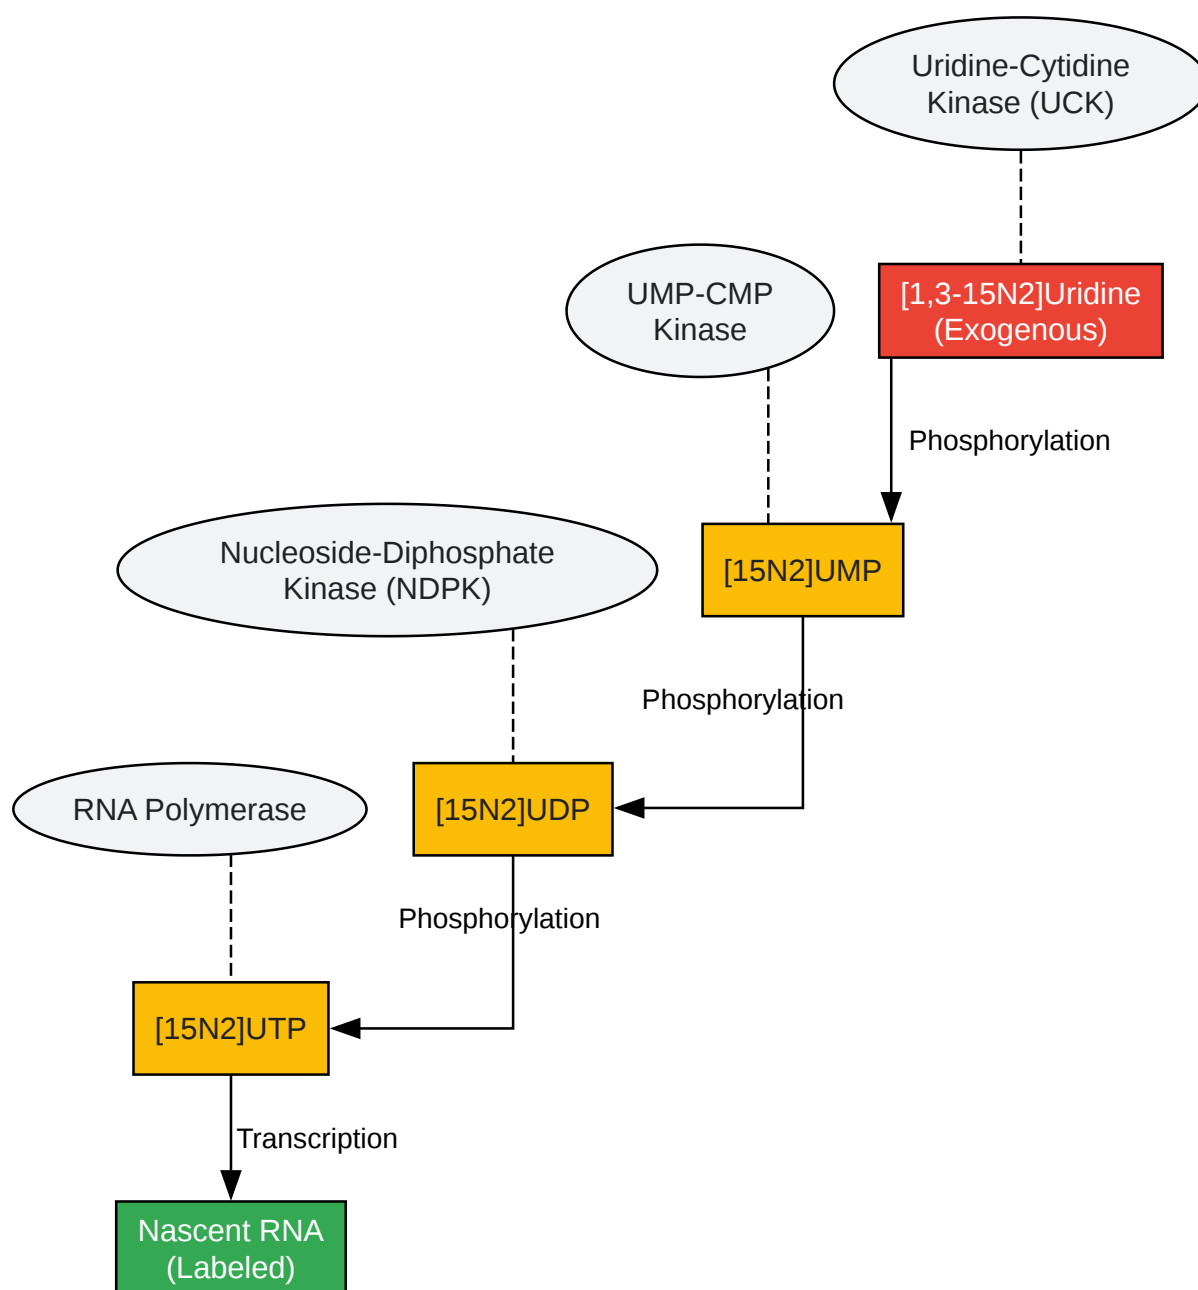 Uridine-Cytidine
Kinase (UCK)
UMP-CMP
Kinase
[1,3-15N2]Uridine
(Exogenous)
Phosphorylation
Nucleoside-Diphosphate
Kinase (NDPK)
[15N2]UMP
Phosphorylation
RNA Polymerase
[15N2]UDP
Phosphorylation
[15N2]UTP
Transcription
Nascent RNA
(Labeled)